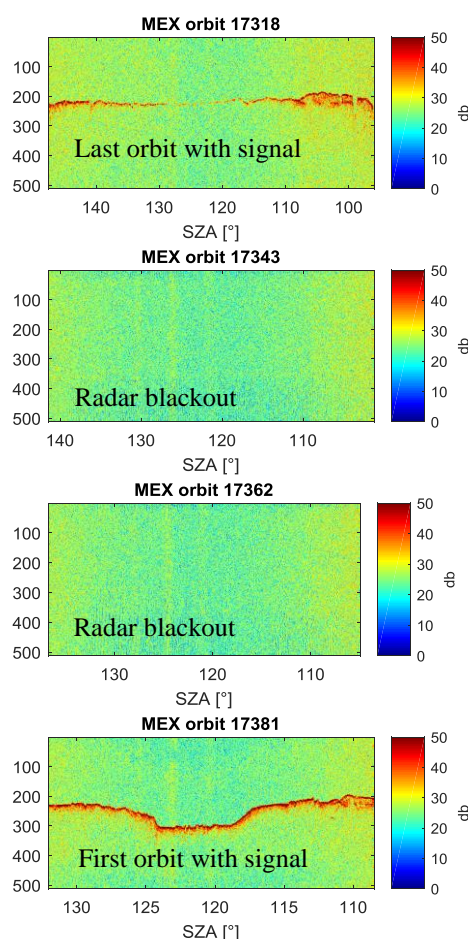 MEX orbit 17318
100
200
300
400
500
Last orbit with signal
140 130 120 110 100
SZA [°]
50
40
30
20
10
0
db
MEX orbit 17343
100
200
300
400
500
Radar blackout
140 130 120 110
SZA [°]
50
40
30
20
10
0
db
MEX orbit 17362
100
200
300
400
500
Radar blackout
130 120 110
SZA [°]
50
40
30
20
10
0
db
MEX orbit 17381
100
200
300
400
500
First orbit with signal
130 125 120 115 110
SZA [°]
50
40
30
20
10
0
db